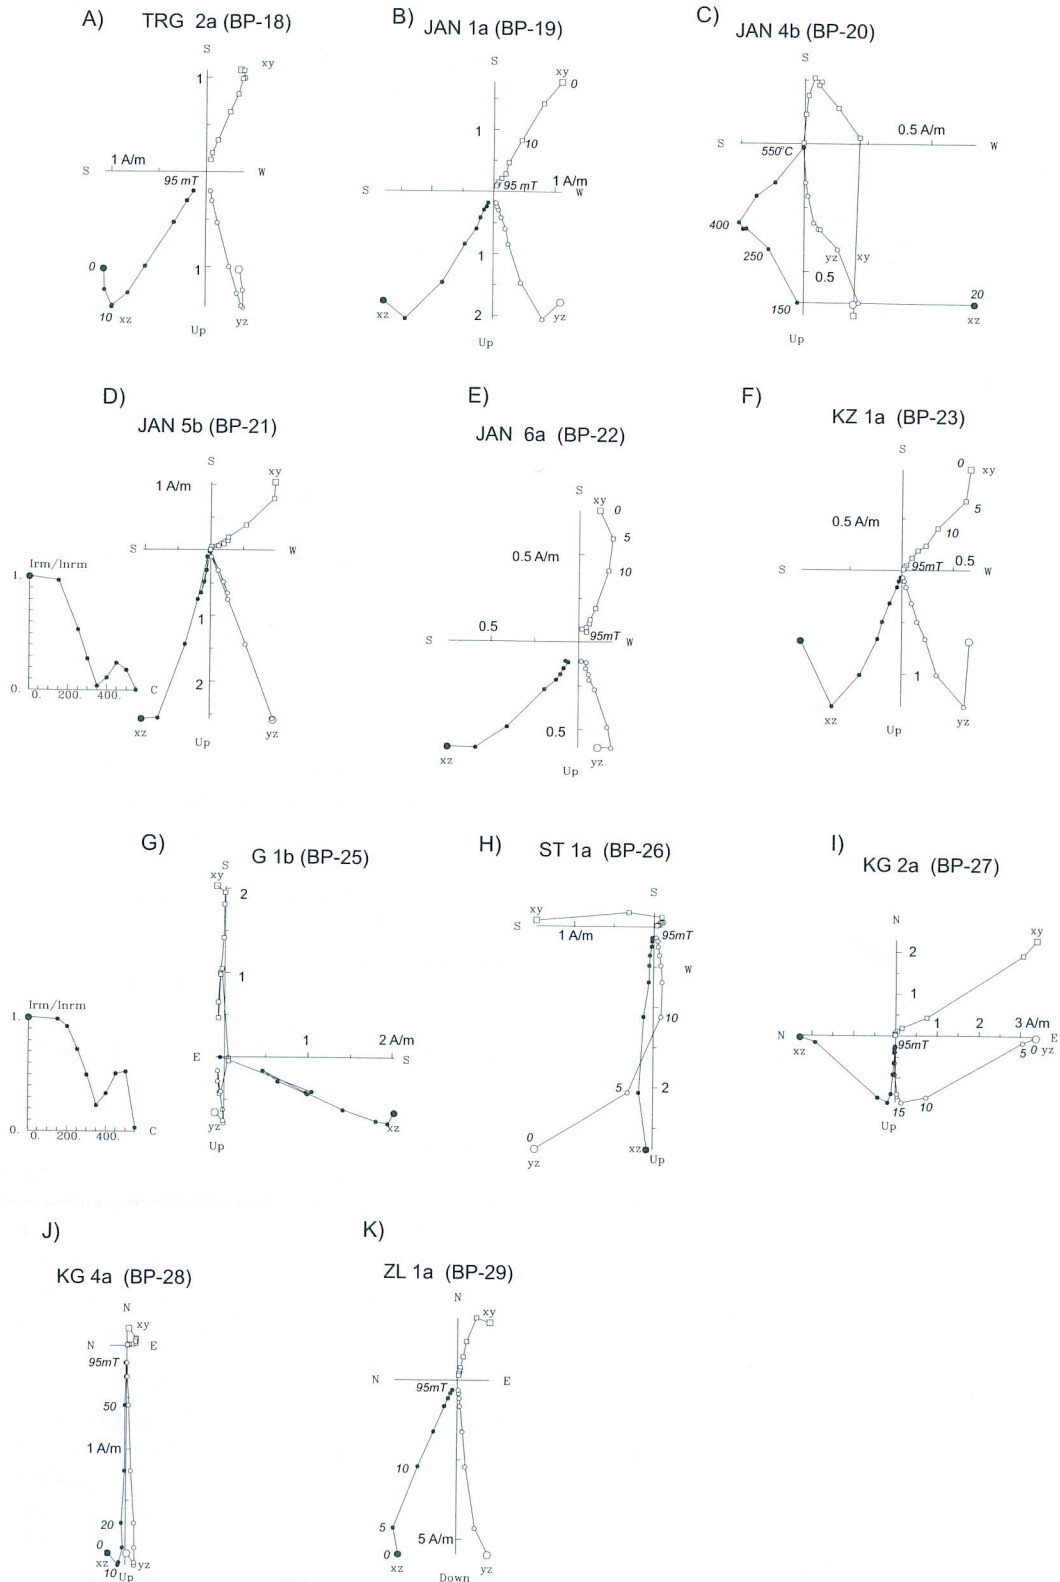 A)
TRG 2a (BP-18)
S
xy
1
1 A/m
S
W
95 mT
0
1
10
xz
yz
Up
B)
JAN 1a (BP-19)
S
xy
0
1
10
1 A/m
S
95 mT
W
1
xz
2
yz
Up
C)
JAN 4b (BP-20)
S
0.5 A/m
S
W
550°C
400
250
yz
xy
0.5
20
150
xz
Up
D)
JAN 5b (BP-21)
S
xy
1 A/m
S
W
Irm/Inrm
1.
1
0.
0. 200. 400.
C
2
xz
yz
Up
E)
JAN 6a (BP-22)
S
xy
0
5
0.5 A/m
10
0.5
S
95mT
W
0.5
xz
yz
Up
F)
KZ 1a (BP-23)
S
0
xy
5
0.5 A/m
10
0.5
95mT
S
W
1
xz
yz
Up
G)
G 1b (BP-25)
S
xy
2
1
Irm/Inrm
1.
1
2 A/m
E
S
0.
0. 200. 400.
C
yz
xz
Up
H)
ST 1a (BP-26)
S
xy
S
1 A/m
95mT
W
10
5
2
0
yz
xz
Up
I)
KG 2a (BP-27)
N
xy
2
1
1
2
3 A/m
N
E
xz
95mT
5
0
yz
15
10
Up
J)
KG 4a (BP-28)
N
xy
N
E
95mT
50
1 A/m
20
0
xz
yz
10
Up
K)
ZL 1a (BP-29)
N
xy
N
E
95mT
10
5
5 A/m
0
xz
yz
Down